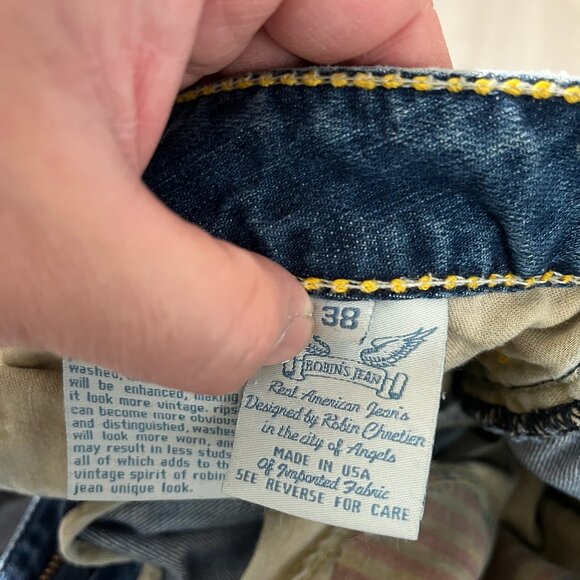 38
ROBIN'S JEAN
Real American Jean's
Designed by Robin Chretien
in the city of Angels
MADE IN USA
Of Imported Fabric
SEE REVERSE FOR CARE
washed,
will be enhanced, making
it look more vintage. rips
can become more obvious
and distinguished, washe
will look more worn, and
may result in less studs
all of which adds to the
vintage spirit of robin
jean unique look.